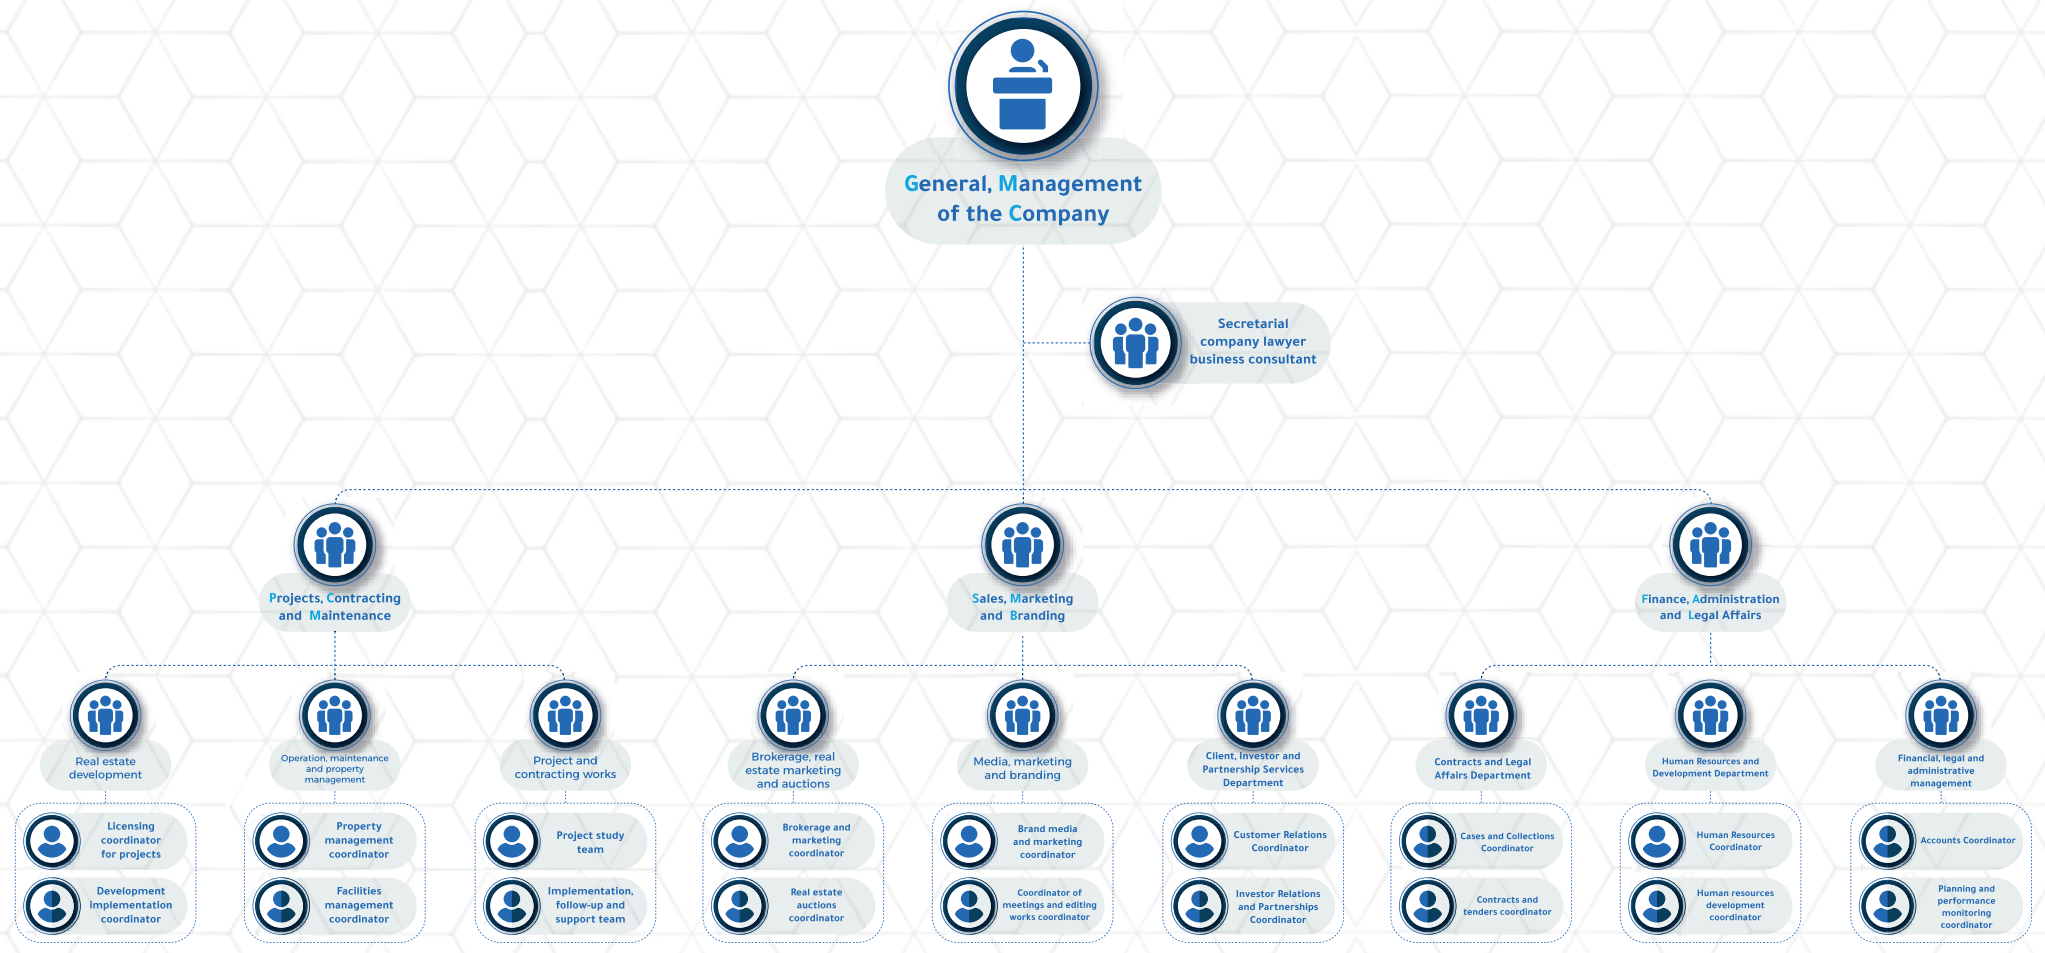 General, Management
of the Company
Secretarial
company lawyer
business consultant
Projects, Contracting
and Maintenance
Sales, Marketing
and Branding
Finance, Administration
and Legal Affairs
Real estate
development
Operation, maintenance
and property
management
Project and
contracting works
Brokerage, real
estate marketing
and auctions
Media, marketing
and branding
Client, Investor and
Partnership Services
Department
Contracts and Legal
Affairs Department
Human Resources and
Development Department
Financial, legal and
administrative
management
Licensing
coordinator
for projects
Development
implementation
coordinator
Property
management
coordinator
Facilities
management
coordinator
Project study
team
Implementation,
follow-up and
support team
Brokerage and
marketing
coordinator
Real estate
auctions
coordinator
Brand media
and marketing
coordinator
Coordinator of
meetings and editing
works coordinator
Customer Relations
Coordinator
Investor Relations
and Partnerships
Coordinator
Cases and Collections
Coordinator
Contracts and
tenders coordinator
Human Resources
Coordinator
Human resources
development
coordinator
Accounts Coordinator
Planning and
performance
monitoring
coordinator